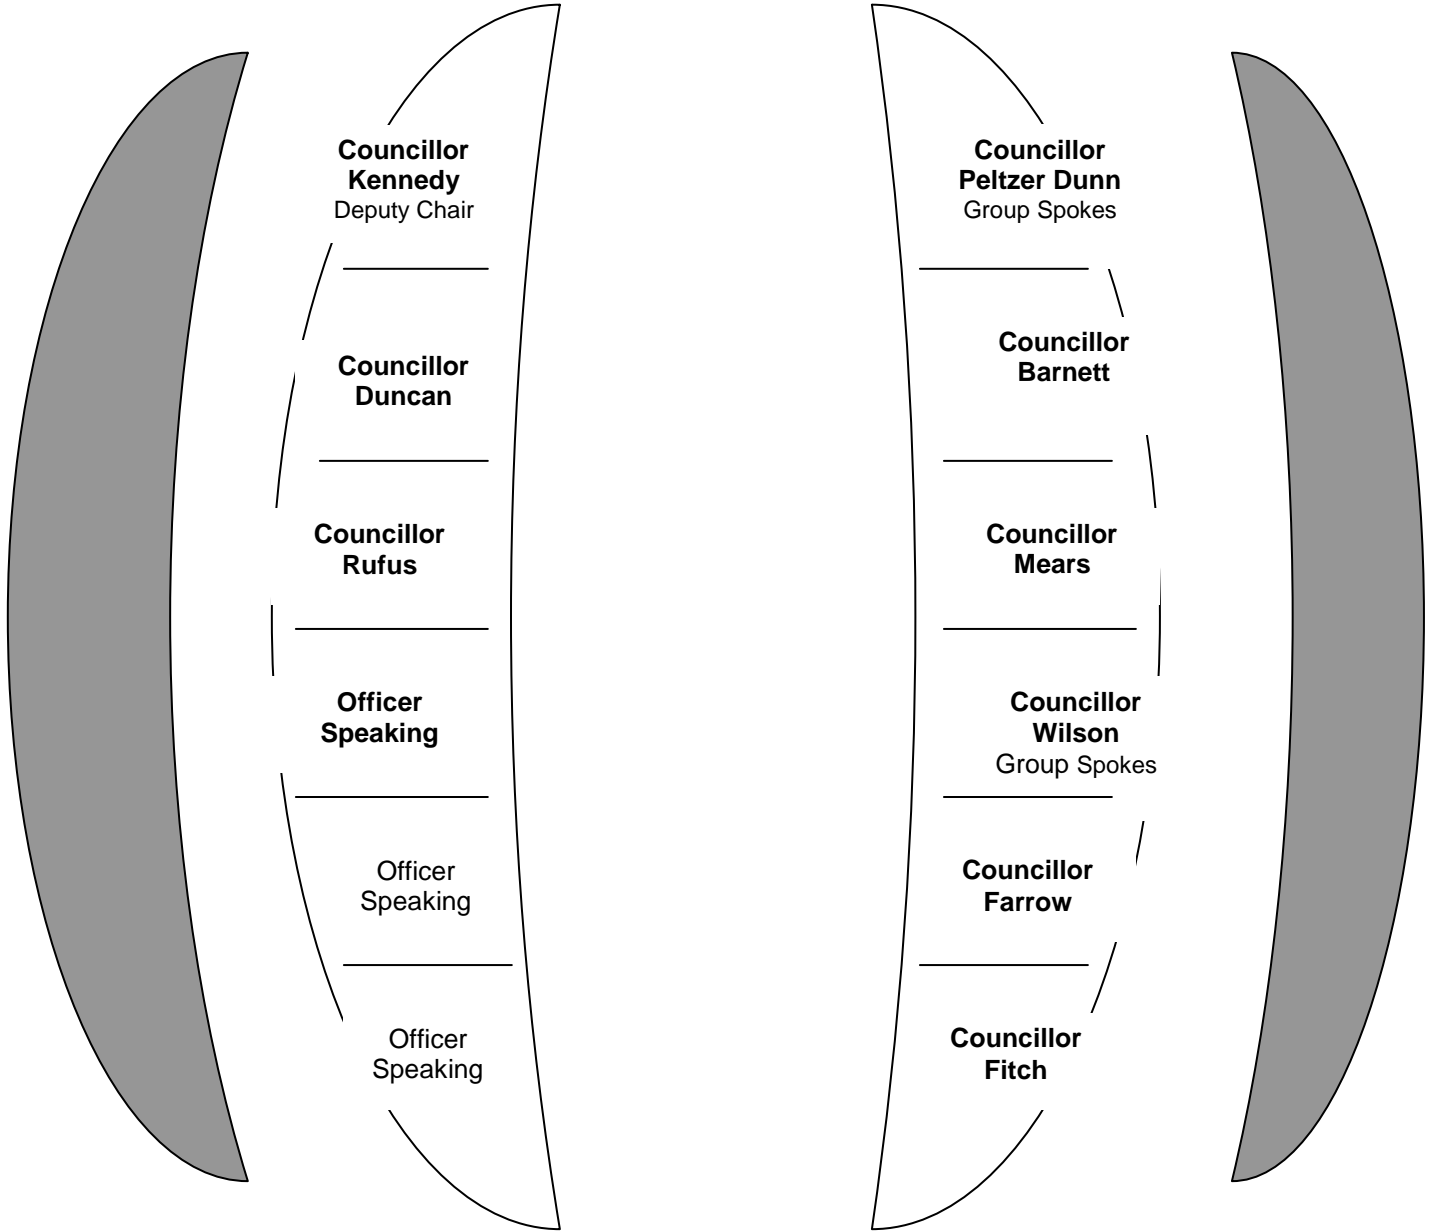 Councillor
Kennedy
Deputy Chair
Councillor
Duncan
Councillor
Rufus
Officer
Speaking
Officer
Speaking
Officer
Speaking
Councillor
Peltzer Dunn
Group Spokes
Councillor
Barnett
Councillor
Mears
Councillor
Wilson
Group Spokes
Councillor
Farrow
Councillor
Fitch